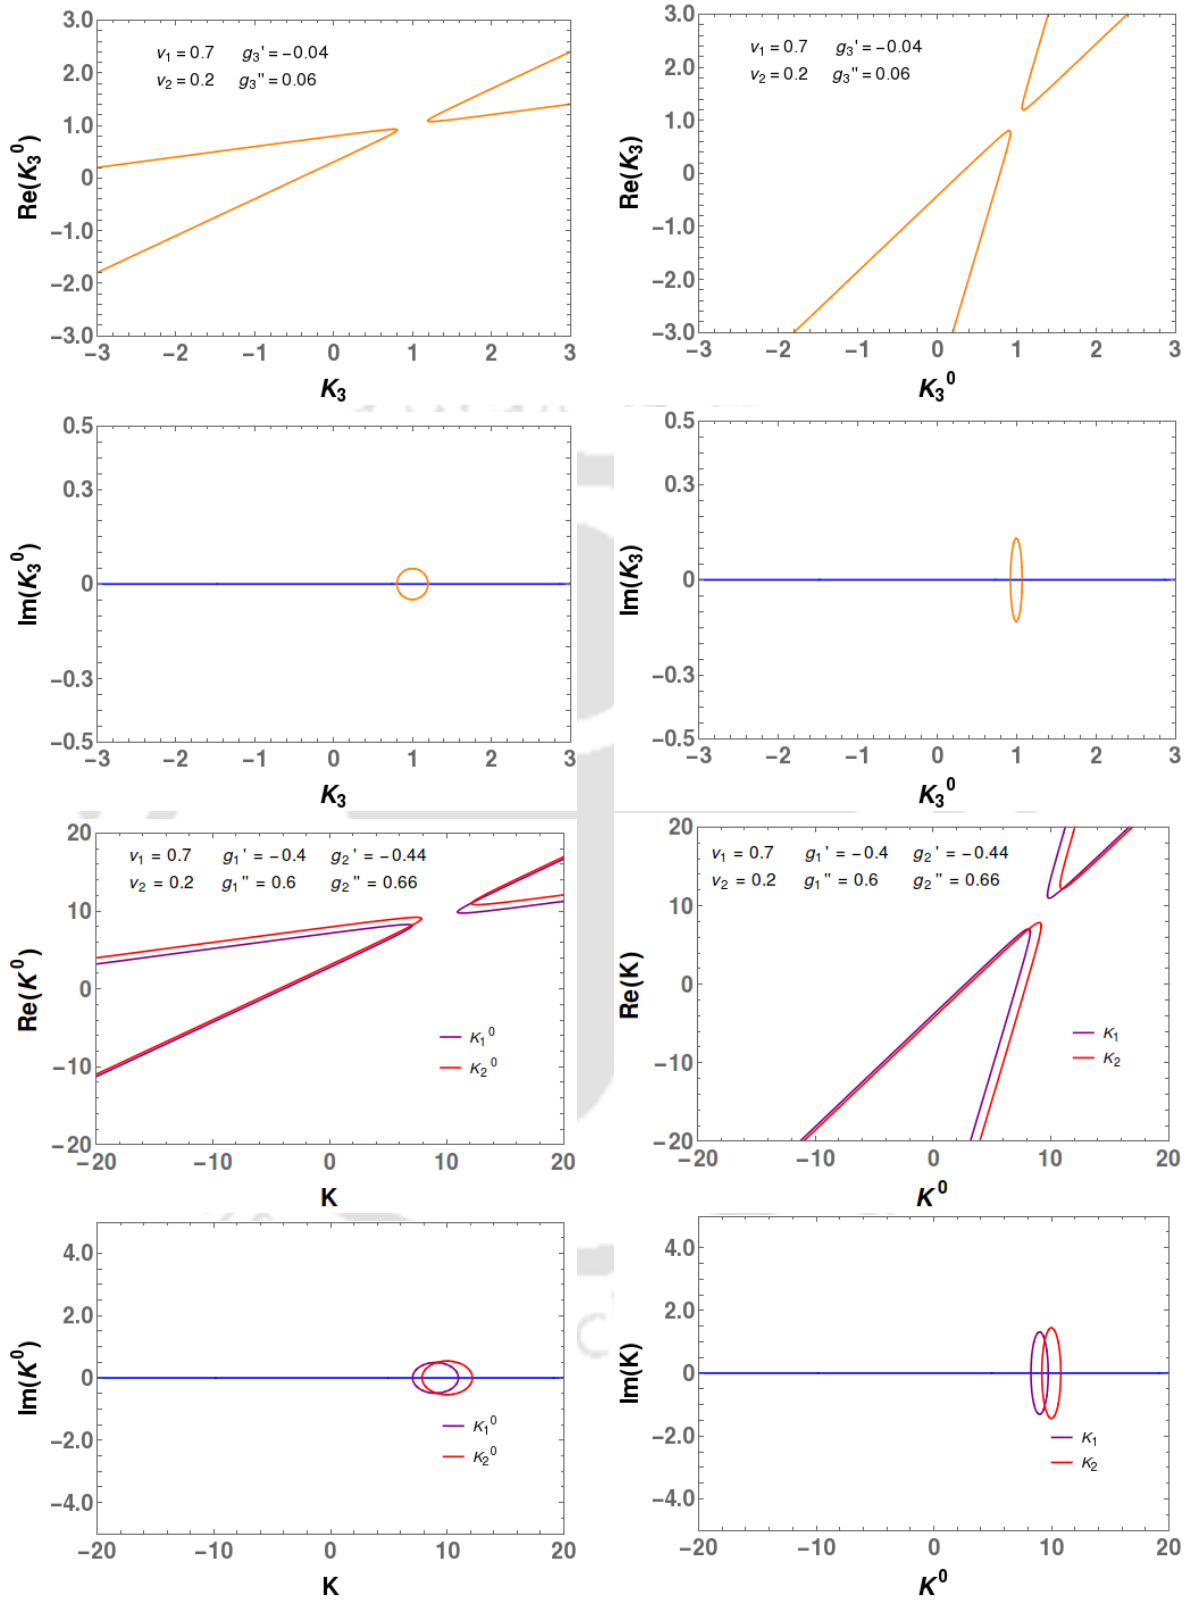 3.0
2.0
1.0
0
−1.0
−2.0
−3.0
v₁ = 0.7 g₃' = −0.04
v₂ = 0.2 g₃'' = 0.06
Re(K₃⁰)
−3 −2 −1 0 1 2 3
K₃
3.0
2.0
1.0
0
−1.0
−2.0
−3.0
v₁ = 0.7 g₃' = −0.04
v₂ = 0.2 g₃'' = 0.06
Re(K₃)
−3 −2 −1 0 1 2 3
K₃⁰
0.5
0.3
0
−0.3
−0.5
Im(K₃⁰)
−3 −2 −1 0 1 2 3
K₃
0.5
0.3
0
−0.3
−0.5
Im(K₃)
−3 −2 −1 0 1 2 3
K₃⁰
20
10
0
−10
−20
v₁ = 0.7 g₁' = −0.4 g₂' = −0.44
v₂ = 0.2 g₁'' = 0.6 g₂'' = 0.66
Re(K⁰)
K₁⁰
K₂⁰
−20 −10 0 10 20
K
20
10
0
−10
−20
v₁ = 0.7 g₁' = −0.4 g₂' = −0.44
v₂ = 0.2 g₁'' = 0.6 g₂'' = 0.66
Re(K)
K₁
K₂
−20 −10 0 10 20
K⁰
4.0
2.0
0
−2.0
−4.0
Im(K⁰)
K₁⁰
K₂⁰
−20 −10 0 10 20
K
4.0
2.0
0
−2.0
−4.0
Im(K)
K₁
K₂
−20 −10 0 10 20
K⁰